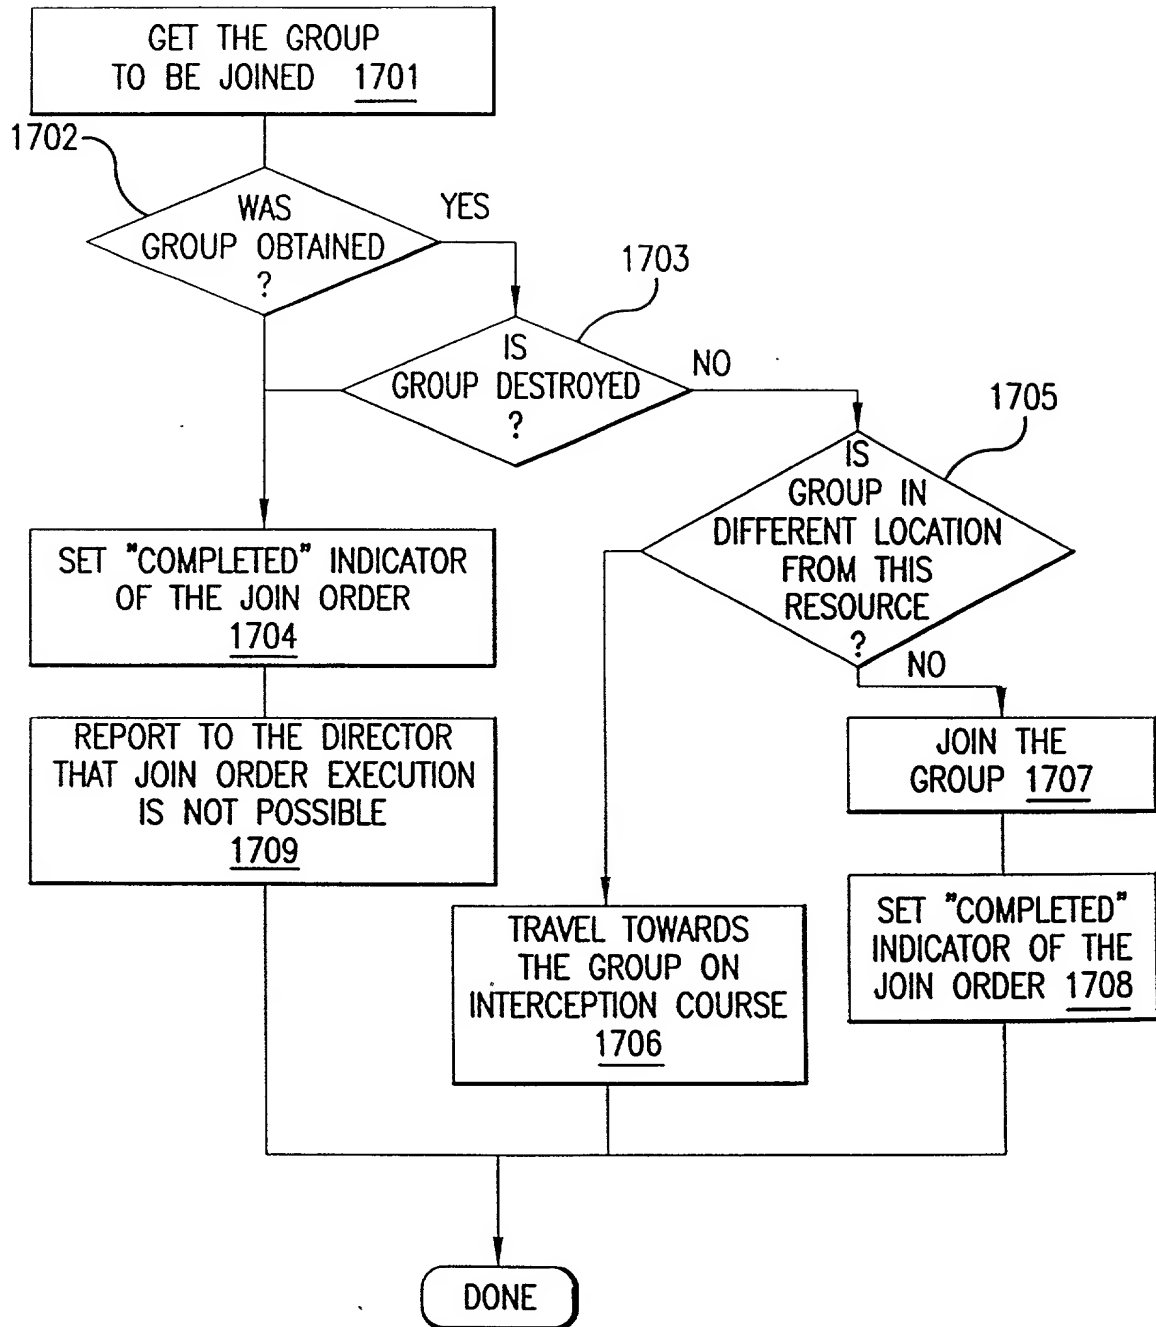 GET THE GROUP
TO BE JOINED 1701
1702
WAS
GROUP OBTAINED
?
YES
1703
IS
GROUP DESTROYED
?
NO
1705
IS
GROUP IN
DIFFERENT LOCATION
FROM THIS
RESOURCE
?
NO
SET "COMPLETED" INDICATOR
OF THE JOIN ORDER
1704
REPORT TO THE DIRECTOR
THAT JOIN ORDER EXECUTION
IS NOT POSSIBLE
1709
JOIN THE
GROUP 1707
TRAVEL TOWARDS
THE GROUP ON
INTERCEPTION COURSE
1706
SET "COMPLETED"
INDICATOR OF THE
JOIN ORDER 1708
DONE